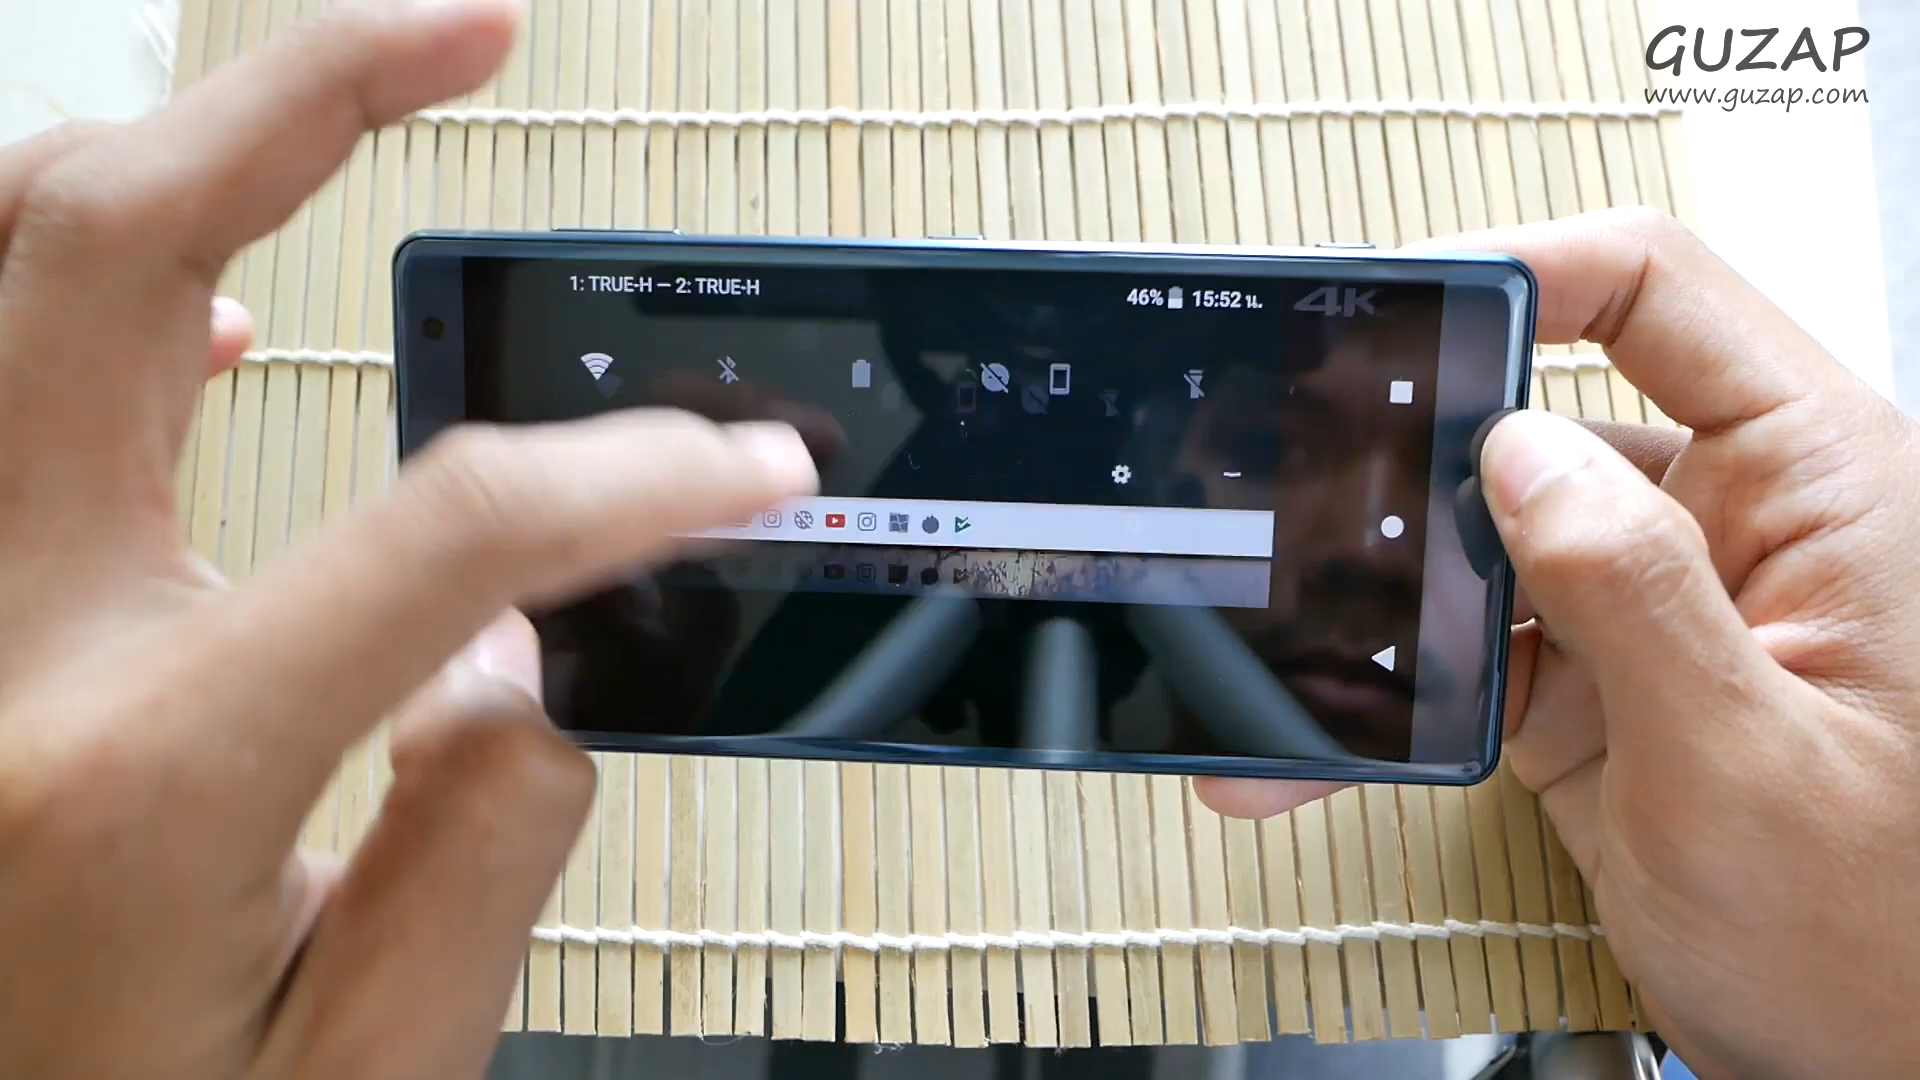 GUZAP
www.guzap.com
1: TRUE-H — 2: TRUE-H
46% 15:52 น.
4K